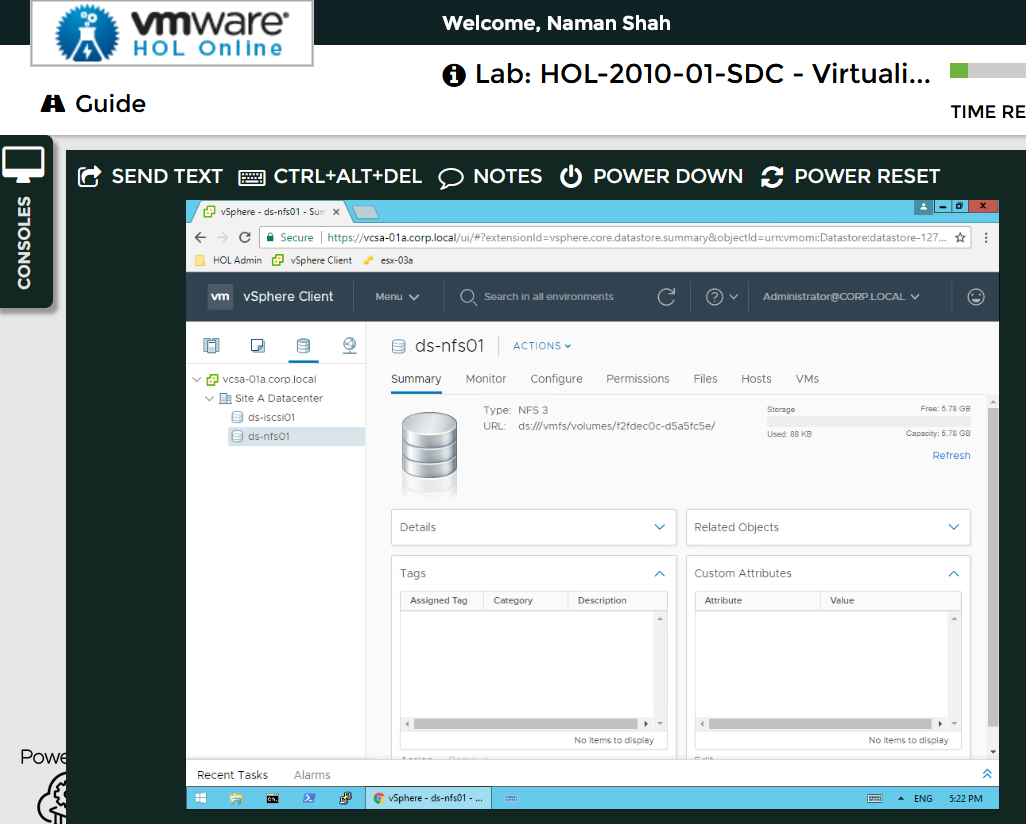 vmware®
HOL Online
Welcome, Naman Shah
Lab: HOL-2010-01-SDC - Virtuali...
Guide
TIME RE
CONSOLES
SEND TEXT CTRL+ALT+DEL NOTES POWER DOWN POWER RESET
vSphere - ds-nfs01 - Sum
Secure https://vcsa-01a.corp.local/ui/#?extensionId=vsphere.core.datastore.summary&objectId=urn:vmomi:Datastore:datastore-127...
HOL Admin vSphere Client esx-03a
vm vSphere Client Menu Search in all environments Administrator@CORP.LOCAL
ds-nfs01 ACTIONS
Summary Monitor Configure Permissions Files Hosts VMs
vcsa-01a.corp.local
Site A Datacenter
ds-iscsi01
ds-nfs01
Type: NFS 3
URL: ds:///vmfs/volumes/f2fdec0c-d5a5fc5e/
Storage Free: 5.78 GB
Used: 88 KB Capacity: 5.78 GB
Refresh
Details Related Objects
Tags Custom Attributes
Assigned Tag Category Description Attribute Value
No items to display No items to display
Powe
Recent Tasks Alarms
vSphere - ds-nfs01 - ... ENG 5:22 PM